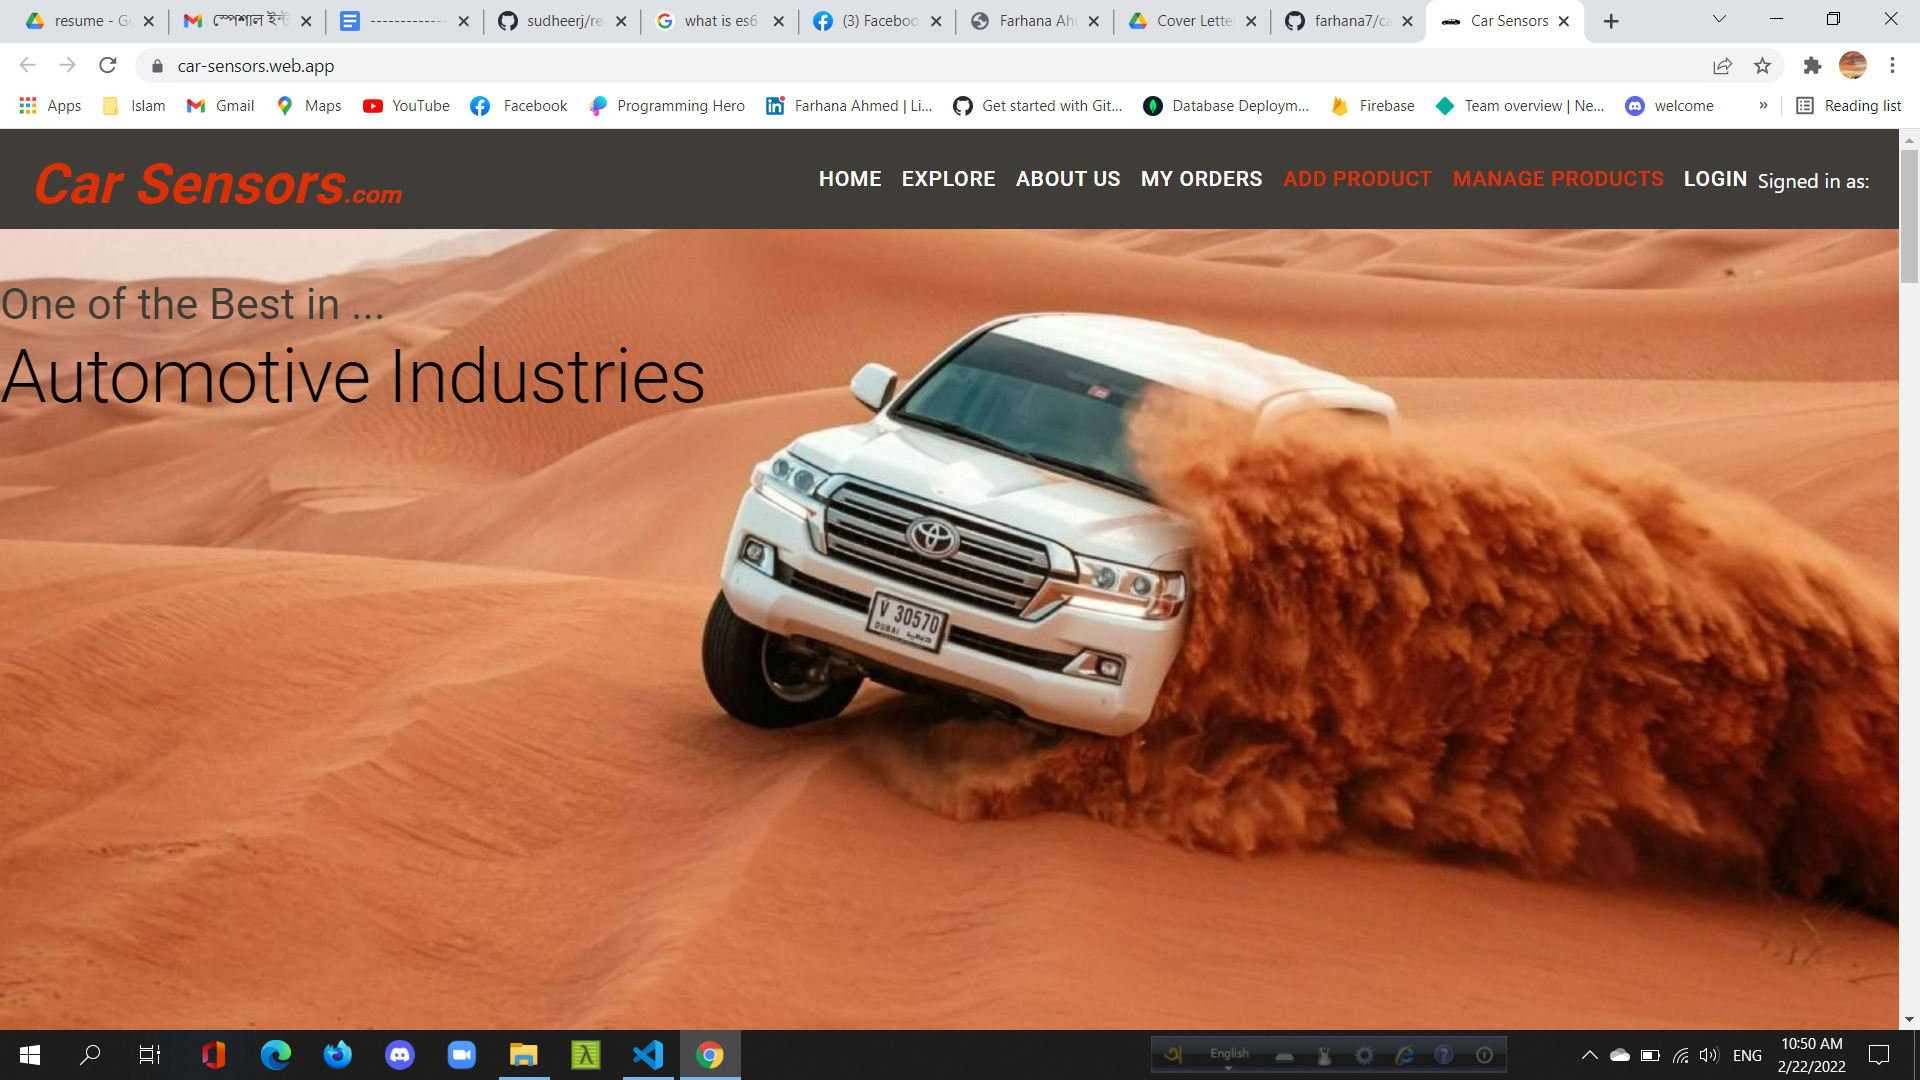 resume - Go
স্পেশাল ইন্ট
--------------
sudheerj/re
what is es6
(3) Faceboo
Farhana Ah
Cover Lette
farhana7/ca
Car Sensors
car-sensors.web.app
Apps
Islam
Gmail
Maps
YouTube
Facebook
Programming Hero
Farhana Ahmed | Li...
Get started with Git...
Database Deploym...
Firebase
Team overview | Ne...
welcome
»
Reading list
Car Sensors.com
HOME
EXPLORE
ABOUT US
MY ORDERS
ADD PRODUCT
MANAGE PRODUCTS
LOGIN
Signed in as:
One of the Best in ...
Automotive Industries
V 30570
DUBAI دبي
English
ENG
10:50 AM
2/22/2022